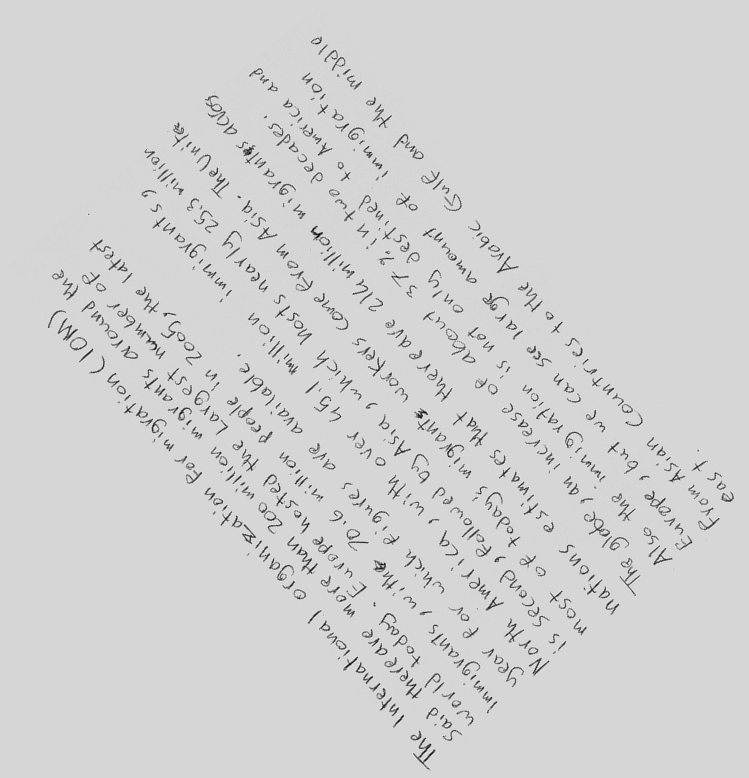 The International organization For migration (IOM)
Said there are more than 200 million migrants around the
world today. Europe hosted the Largest number of
immigrants, with 70.6 million people in 2005, the latest
year for which Figures are available.
North America, with over 45.1 million immigrants,
is second, Followed by Asia, which hosts nearly 25.3 million
most of today's migrants workers come From Asia. The Unite
nations estimates that there are 214 million migrants acros
The globe, an increase of about 37% in two decades.
Also the immigration is not only destined to America and
Europe, but we can see large amount of immigration
From Asian Countries to the Arabic Gulf and the middle
east.